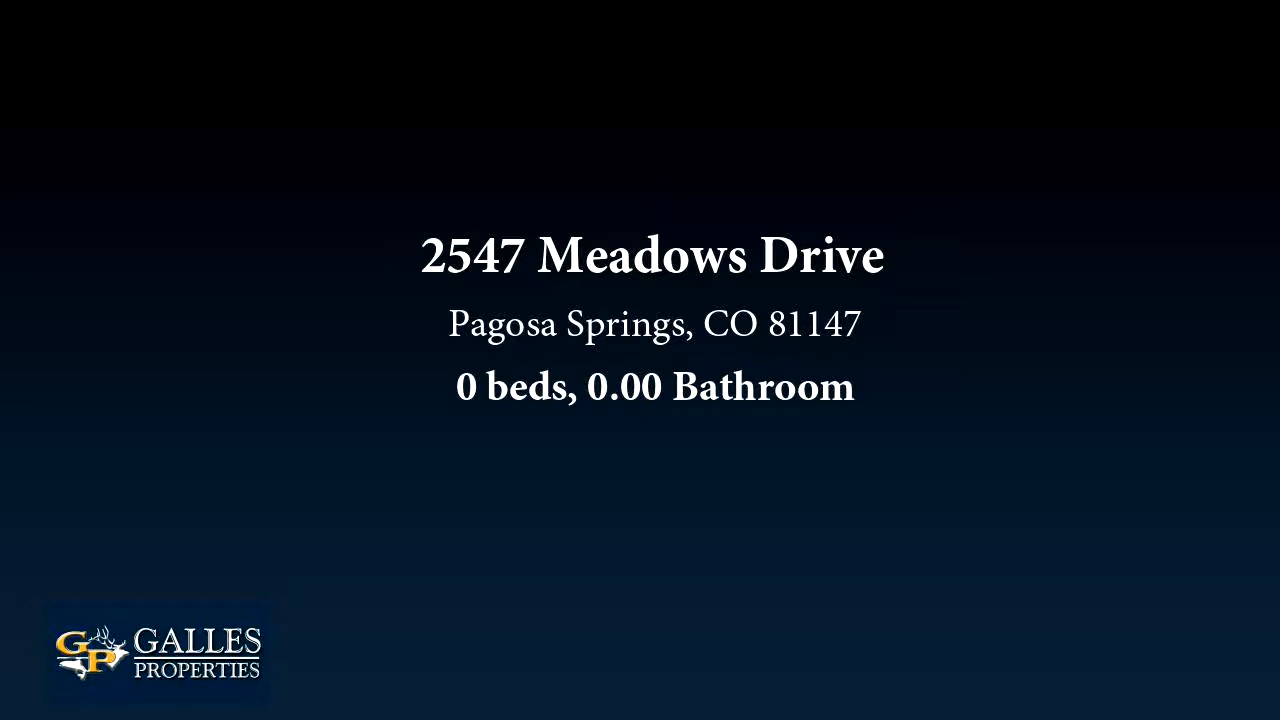 2547 Meadows Drive
Pagosa Springs, CO 81147
0 beds, 0.00 Bathroom
GP GALLES
PROPERTIES